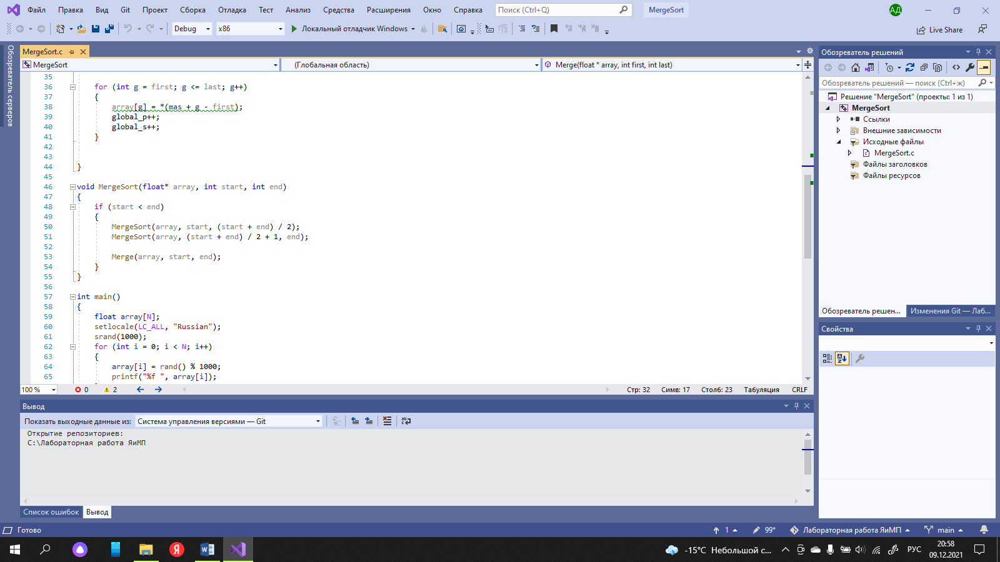 Файл Правка Вид Git Проект Сборка Отладка Тест Анализ Средства Расширения Окно Справка Поиск (Ctrl+Q) MergeSort АД
Debug x86 Локальный отладчик Windows Live Share
Обозреватель серверов
MergeSort.c
MergeSort (Глобальная область) Merge(float * array, int first, int last)
35
36 for (int g = first; g <= last; g++)
37 {
38 array[g] = *(mas + g - first);
39 global_p++;
40 global_s++;
41 }
42
43
44 }
45
46 void MergeSort(float* array, int start, int end)
47 {
48 if (start < end)
49 {
50 MergeSort(array, start, (start + end) / 2);
51 MergeSort(array, (start + end) / 2 + 1, end);
52
53 Merge(array, start, end);
54 }
55 }
56
57 int main()
58 {
59 float array[N];
60 setlocale(LC_ALL, "Russian");
61 srand(1000);
62 for (int i = 0; i < N; i++)
63 {
64 array[i] = rand() % 1000;
65 printf("%f ", array[i]);
100 % 0 2 Стр: 32 Симв: 17 Столб: 23 Табуляция CRLF
Вывод
Показать выходные данные из: Система управления версиями — Git
Открытие репозиториев:
C:\Лабораторная работа ЯиМП
Список ошибок Вывод
Обозреватель решений
Обозреватель решений — поиск (Ctrl+ж)
Решение "MergeSort" (проекты: 1 из 1)
MergeSort
Ссылки
Внешние зависимости
Исходные файлы
MergeSort.c
Файлы заголовков
Файлы ресурсов
Обозреватель решен... Изменения Git — Лаб...
Свойства
Готово 1 99* Лабораторная работа ЯиМП main
-15°C Небольшой с... РУС 20:58
09.12.2021